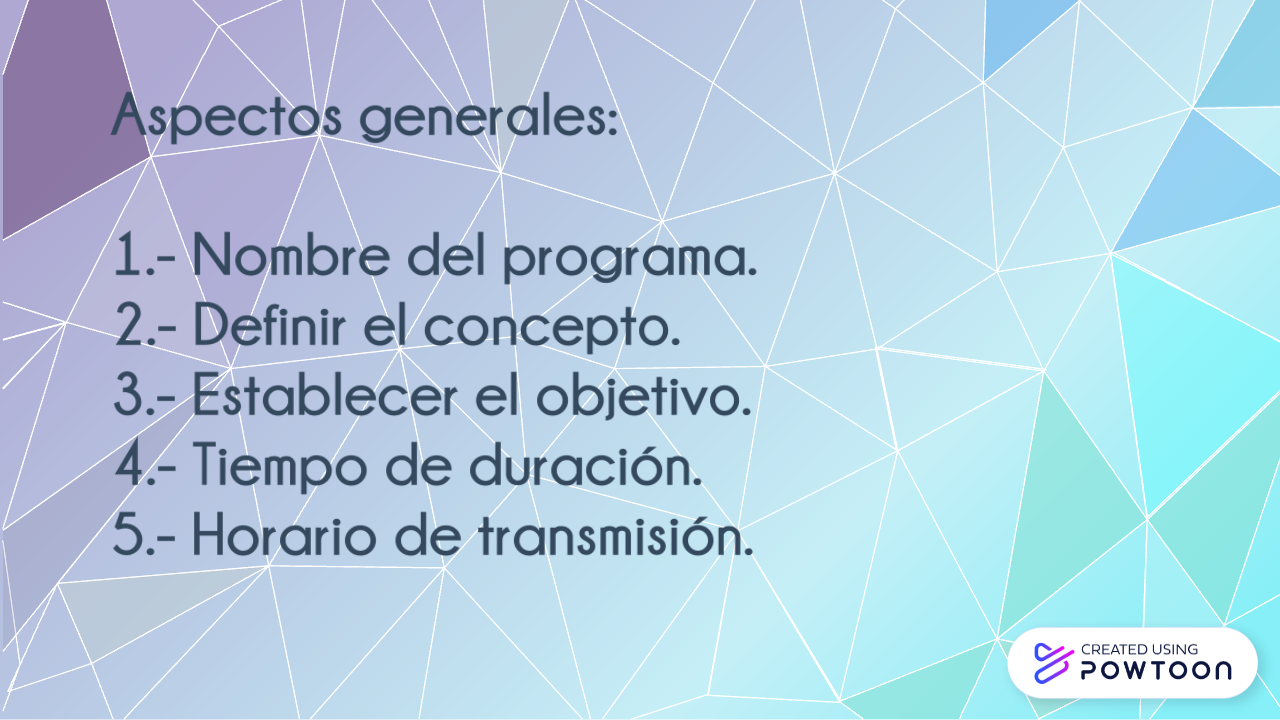 Aspectos generales:
1.- Nombre del programa.
2.- Definir el concepto.
3.- Establecer el objetivo.
4.- Tiempo de duración.
5.- Horario de transmisión.
CREATED USING
POWTOON